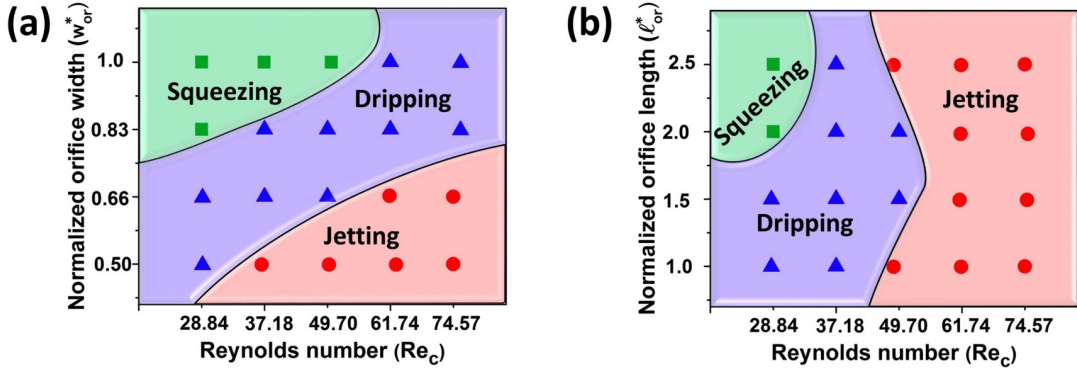 (a)
Normalized orifice width (w*or)
1.0
0.83
0.66
0.50
Squeezing
Dripping
Jetting
28.84 37.18 49.70 61.74 74.57
Reynolds number (Rec)
(b)
Normalized orifice length (ℓ*or)
2.5
2.0
1.5
1.0
Squeezing
Dripping
Jetting
28.84 37.18 49.70 61.74 74.57
Reynolds number (Rec)